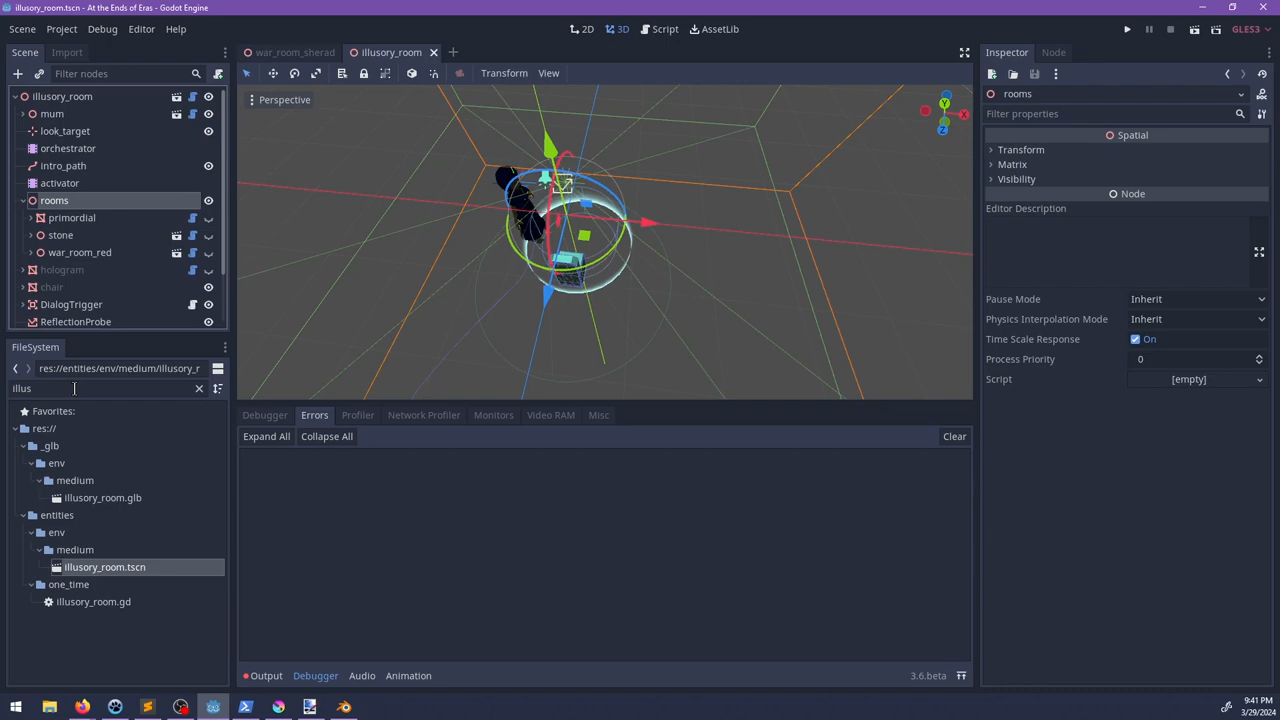 illusory_room.tscn - At the Ends of Eras - Godot Engine
Scene Project Debug Editor Help
2D 3D Script AssetLib
GLES3
Scene Import
war_room_sherad illusory_room
Inspector Node
Filter nodes
Transform View
rooms
illusory_room
Perspective
Y
X
Z
mum
Filter properties
look_target
Spatial
orchestrator
Transform
Intro_path
Matrix
activator
Visibility
rooms
Node
primordial
Editor Description
stone
war_room_red
hologram
chair
DialogTrigger
Pause Mode Inherit
ReflectionProbe
Physics Interpolation Mode Inherit
FileSystem
Time Scale Response On
res://entities/env/medium/illusory_r
Process Priority 0
illus
Script [empty]
Favorites:
Debugger Errors Profiler Network Profiler Monitors Video RAM Misc
res://
Expand All Collapse All Clear
_glb
env
medium
illusory_room.glb
entities
env
medium
illusory_room.tscn
one_time
illusory_room.gd
Output Debugger Audio Animation 3.6.beta
9:41 PM
3/29/2024